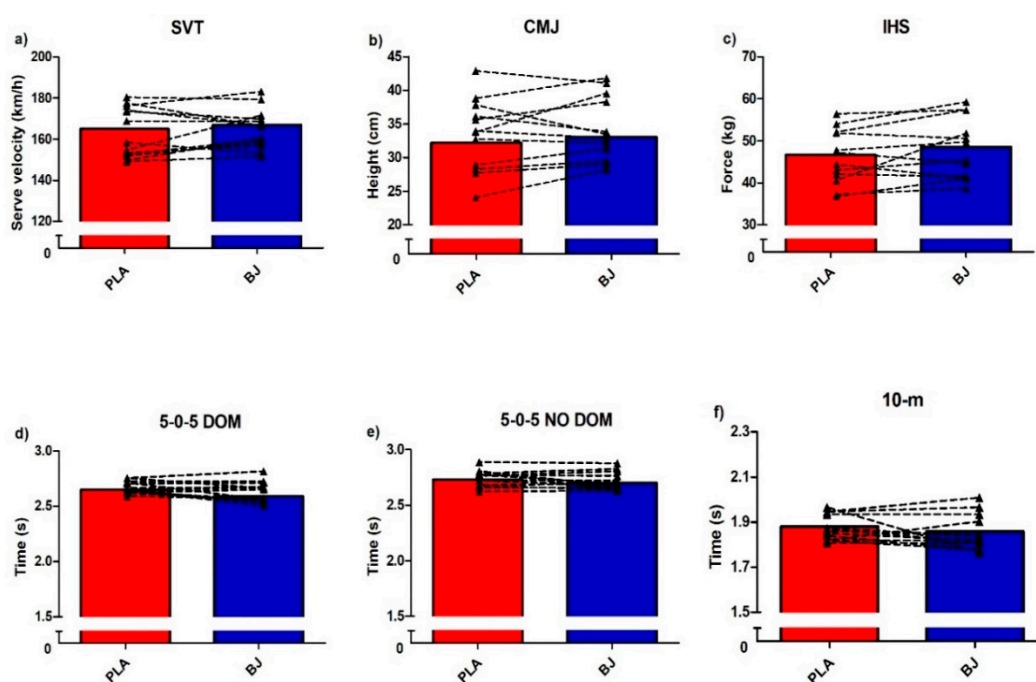 a) SVT
Serve velocity (km/h)
200
180
160
140
120
0
PLA
BJ
b) CMJ
Height (cm)
45
40
35
30
25
20
0
PLA
BJ
c) IHS
Force (kg)
60
50
40
30
0
PLA
BJ
d) 5-0-5 DOM
Time (s)
3.0
2.5
2.0
1.5
0
PLA
BJ
e) 5-0-5 NO DOM
Time (s)
3.0
2.5
2.0
1.5
0
PLA
BJ
f) 10-m
Time (s)
2.3
2.1
1.9
1.7
1.5
0
PLA
BJ